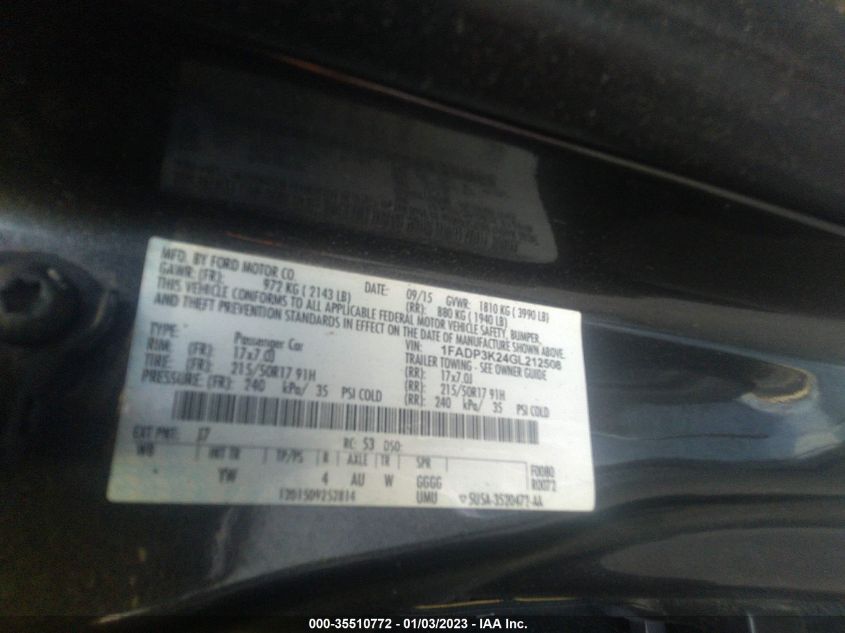 MFD. BY FORD MOTOR CO.
DATE: 09/15 GVWR: 1810 KG ( 3990 LB)
GAWR: (FR): 972 KG ( 2143 LB) (RR): 880 KG (1940 LB)
THIS VEHICLE CONFORMS TO ALL APPLICABLE FEDERAL MOTOR VEHICLE SAFETY, BUMPER,
AND THEFT PREVENTION STANDARDS IN EFFECT ON THE DATE OF MANUFACTURE SHOWN ABOVE.
VIN: 1FADP3K24GL212508
TYPE: Passenger Car TRAILER TOWING - SEE OWNER GUIDE
RIM: (FR): 17x7.0J (RR): 17x7.0J
TIRE: (FR): 215/50R17 91H (RR): 215/50R17 91H
PRESSURE: (FR): 240 kPa/ 35 PSI COLD (RR): 240 kPa/ 35 PSI COLD
EXT PNT: J7 RC: 53 DSO:
WB INT TR TP/PS R AXLE TR SPR F0080
YW 4 AU W GGGG R0072
1201509252814 UMU 5U5A-3520472-AA
000-35510772 - 01/03/2023 - IAA Inc.